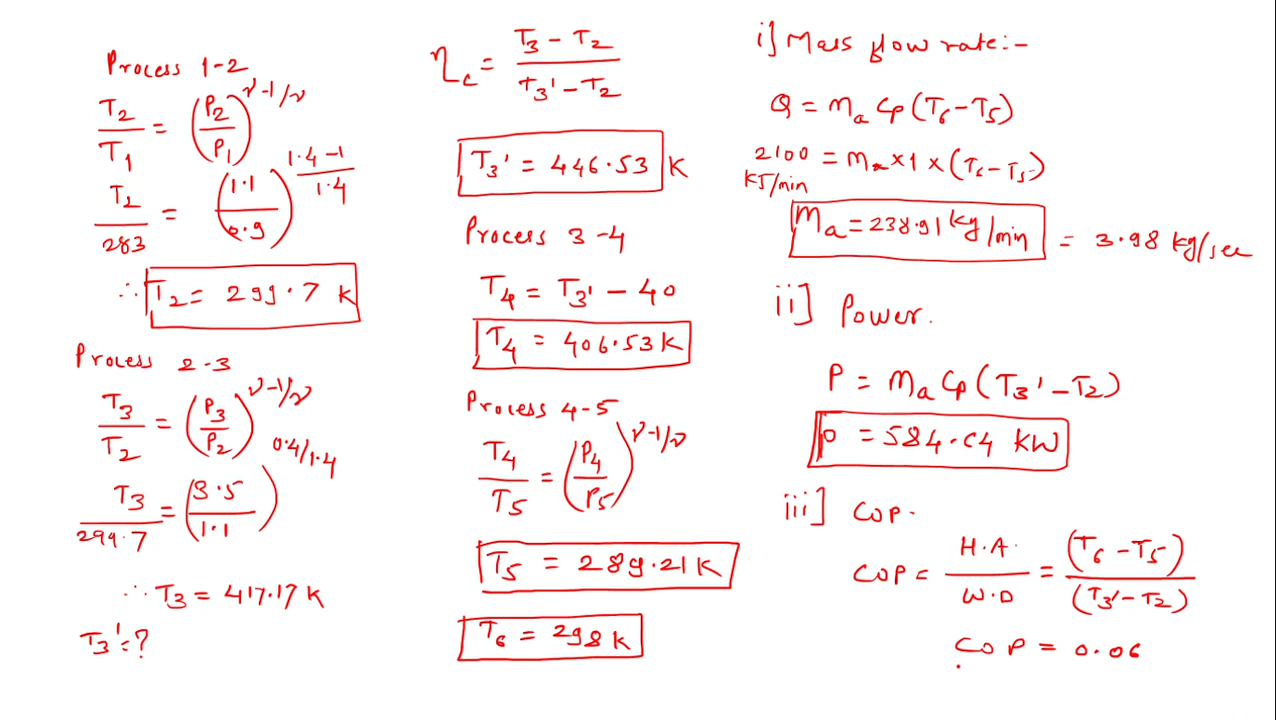 Process 1-2
T₂/T₁ = (P₂/P₁)^ν-1/ν
T₂/283 = (1.1/0.9)^1.4-1/1.4
∴ T₂ = 299.7 K
Process 2-3
T₃/T₂ = (P₃/P₂)^ν-1/ν
T₃/299.7 = (3.5/1.1)^0.4/1.4
∴ T₃ = 417.17 K
T₃' = ?
η_c = T₃ - T₂ / T₃' - T₂
T₃' = 446.53 K
Process 3-4
T₄ = T₃' - 40
T₄ = 406.53 K
Process 4-5
T₄/T₅ = (P₄/P₅)^ν-1/ν
T₅ = 289.21 K
T₆ = 298 K
i] Mass flow rate:-
Q = mₐ Cp (T₆ - T₅)
2100 KJ/min = mₐ × 1 × (T₆ - T₅)
mₐ = 238.91 kg/min = 3.98 kg/sec
ii] Power.
P = mₐ Cp (T₃' - T₂)
P = 584.64 KW
iii] COP.
COP = H.A. / W.D = (T₆ - T₅) / (T₃' - T₂)
COP = 0.06